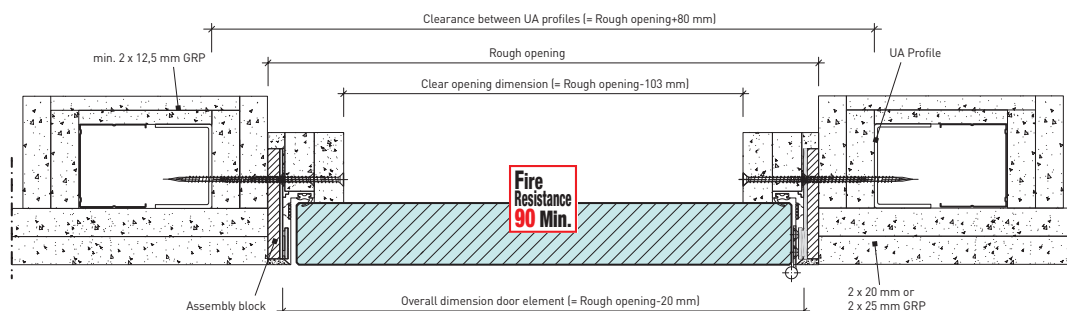 Clearance between UA profiles (= Rough opening+80 mm)
min. 2 x 12,5 mm GRP
Rough opening
UA Profile
Clear opening dimension (= Rough opening-103 mm)
Fire
Resistance
90 Min.
Assembly block
Overall dimension door element (= Rough opening-20 mm)
2 x 20 mm or
2 x 25 mm GRP